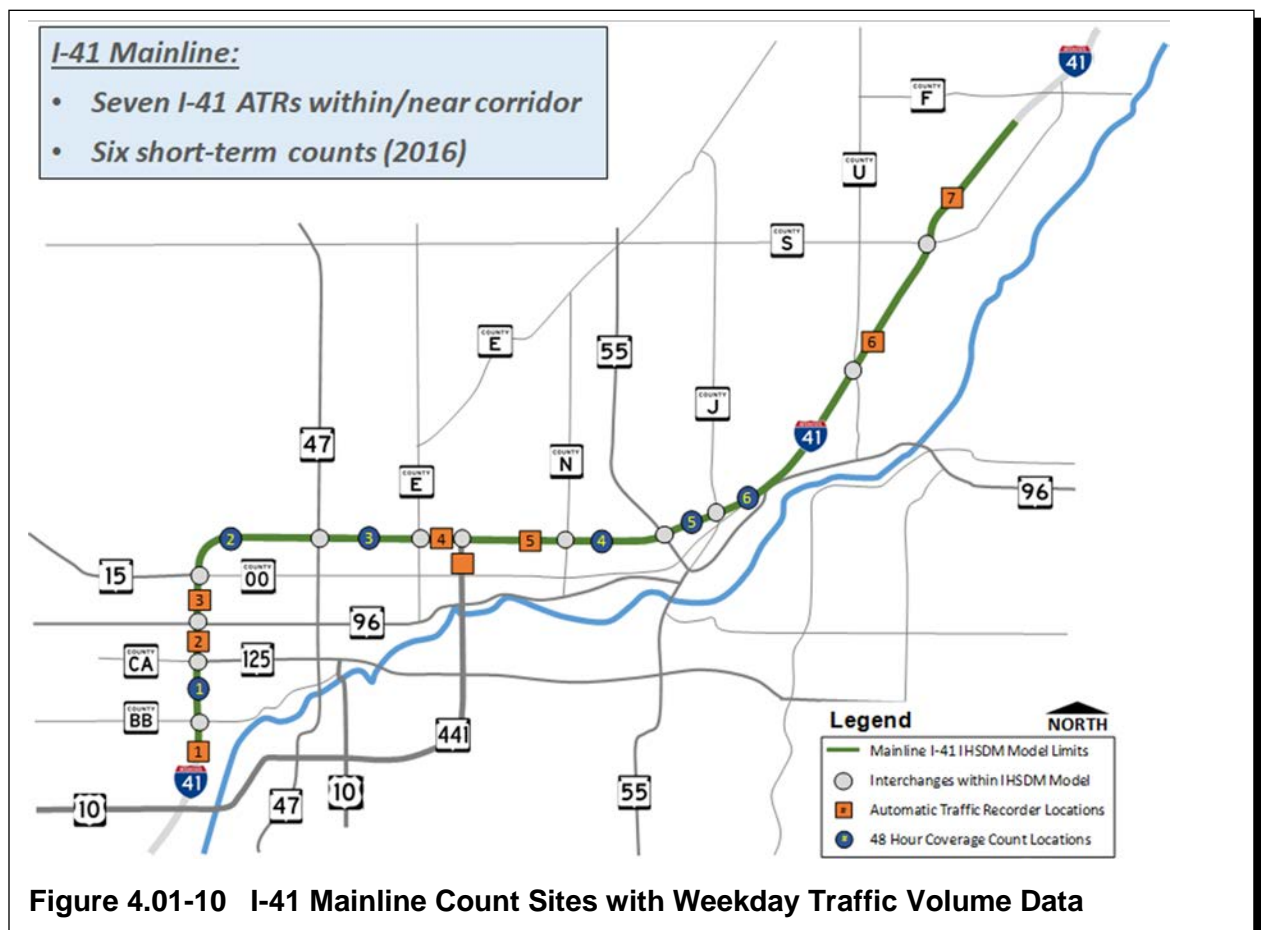 I-41 Mainline:
• Seven I-41 ATRs within/near corridor
• Six short-term counts (2016)
41
COUNTY F
COUNTY U
7
COUNTY S
COUNTY E
55
6
COUNTY J
41
47
COUNTY E
COUNTY N
6
5
96
2
3
4
5
4
15
COUNTY OO
3
96
2
COUNTY CA
125
1
COUNTY BB
441
1
41
10
47
10
55
Legend
NORTH
Mainline I-41 IHSDM Model Limits
Interchanges within IHSDM Model
# Automatic Traffic Recorder Locations
# 48 Hour Coverage Count Locations
Figure 4.01-10 I-41 Mainline Count Sites with Weekday Traffic Volume Data